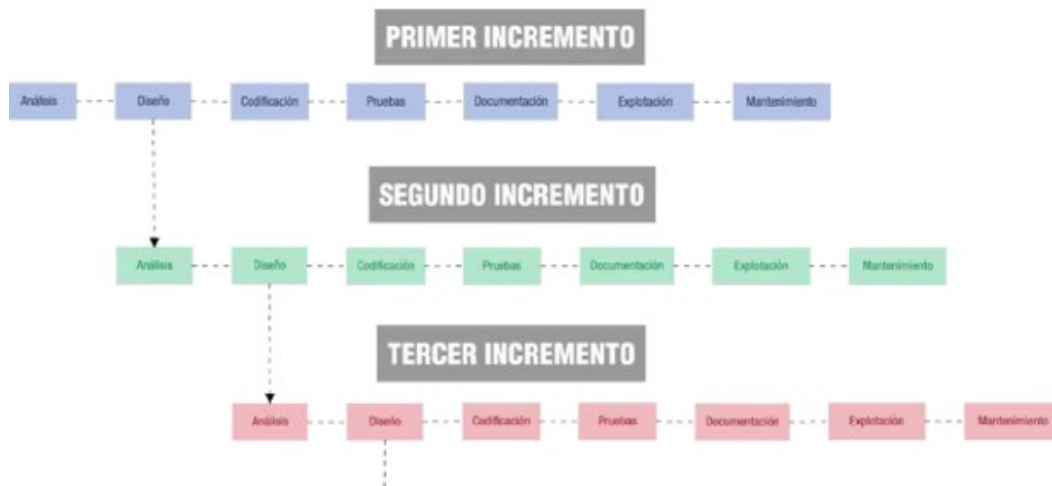 PRIMER INCREMENTO
Análisis Diseño Codificación Pruebas Documentación Explotación Mantenimiento
SEGUNDO INCREMENTO
Análisis Diseño Codificación Pruebas Documentación Explotación Mantenimiento
TERCER INCREMENTO
Análisis Diseño Codificación Pruebas Documentación Explotación Mantenimiento